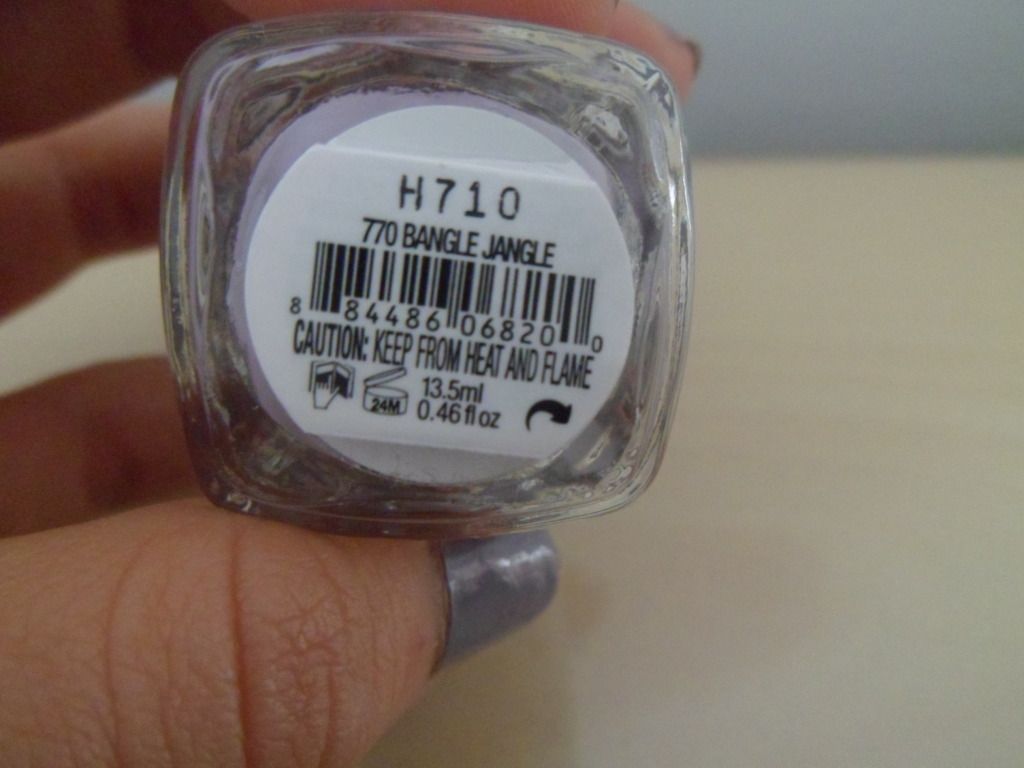 H710
770 BANGLE JANGLE
8 84486 06820 0
CAUTION: KEEP FROM HEAT AND FLAME
24M 13.5ml
0.46 fl oz